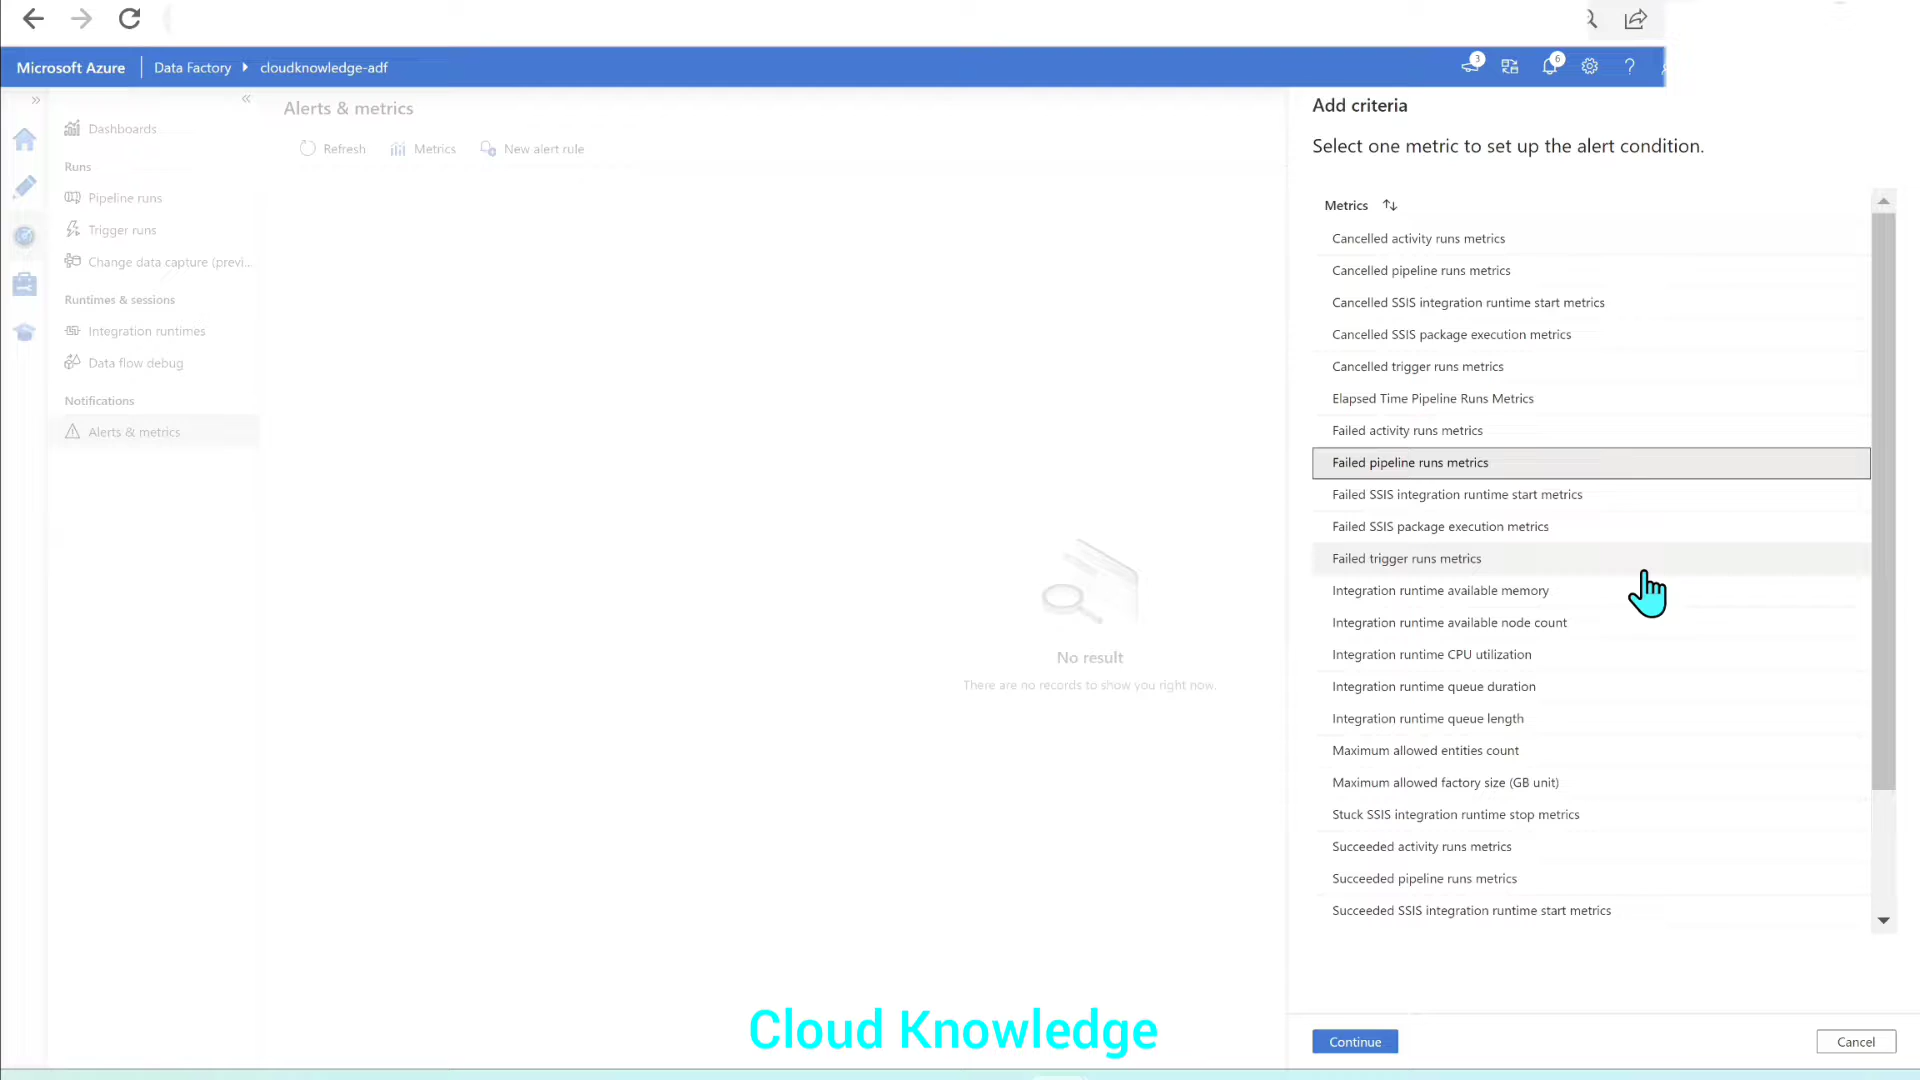 Microsoft Azure
Data Factory
cloudknowledge-adf
3
6
Dashboards
Runs
Pipeline runs
Trigger runs
Change data capture (previ...
Runtimes & sessions
Integration runtimes
Data flow debug
Notifications
Alerts & metrics
Alerts & metrics
Refresh
Metrics
New alert rule
No result
There are no records to show you right now.
Add criteria
Select one metric to set up the alert condition.
Metrics
Cancelled activity runs metrics
Cancelled pipeline runs metrics
Cancelled SSIS integration runtime start metrics
Cancelled SSIS package execution metrics
Cancelled trigger runs metrics
Elapsed Time Pipeline Runs Metrics
Failed activity runs metrics
Failed pipeline runs metrics
Failed SSIS integration runtime start metrics
Failed SSIS package execution metrics
Failed trigger runs metrics
Integration runtime available memory
Integration runtime available node count
Integration runtime CPU utilization
Integration runtime queue duration
Integration runtime queue length
Maximum allowed entities count
Maximum allowed factory size (GB unit)
Stuck SSIS integration runtime stop metrics
Succeeded activity runs metrics
Succeeded pipeline runs metrics
Succeeded SSIS integration runtime start metrics
Continue
Cancel
Cloud Knowledge